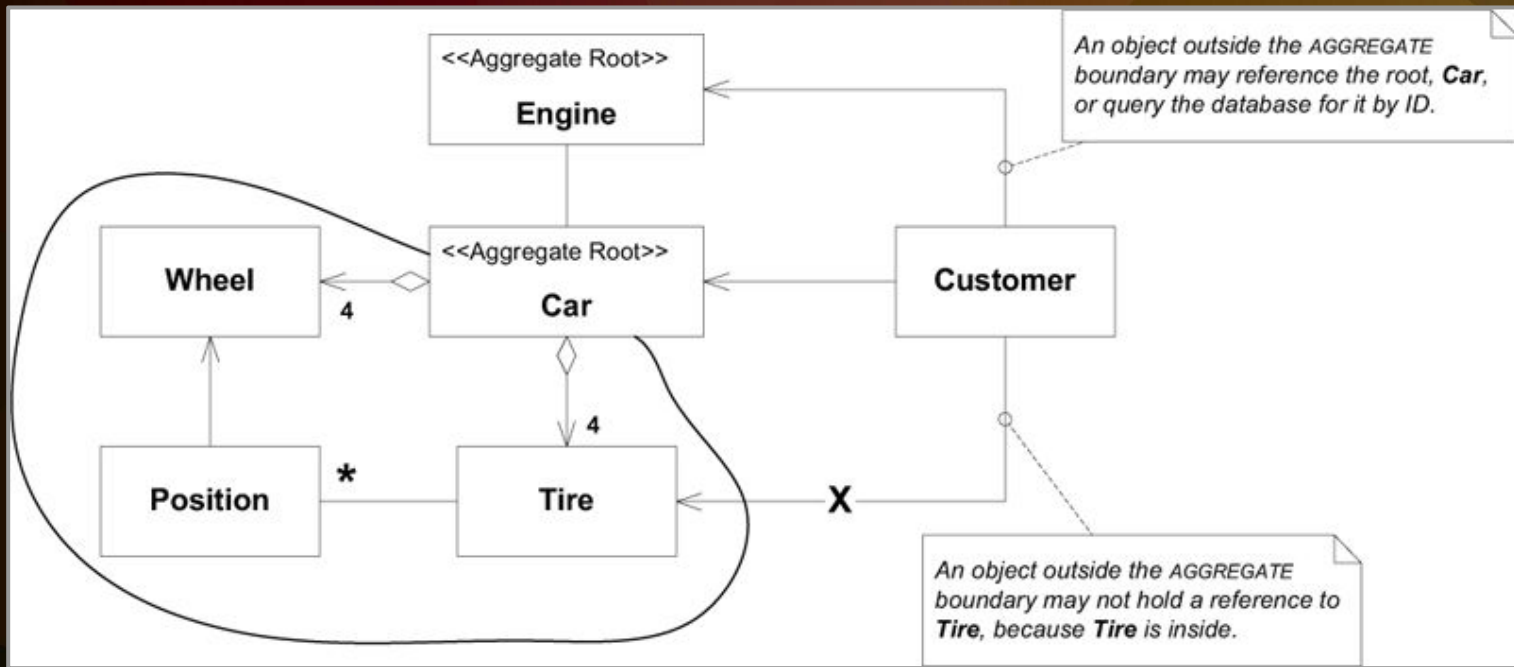 <<Aggregate Root>>
Engine
An object outside the AGGREGATE
boundary may reference the root, Car,
or query the database for it by ID.
Wheel
4
<<Aggregate Root>>
Car
Customer
4
Position
*
Tire
X
An object outside the AGGREGATE
boundary may not hold a reference to
Tire, because Tire is inside.